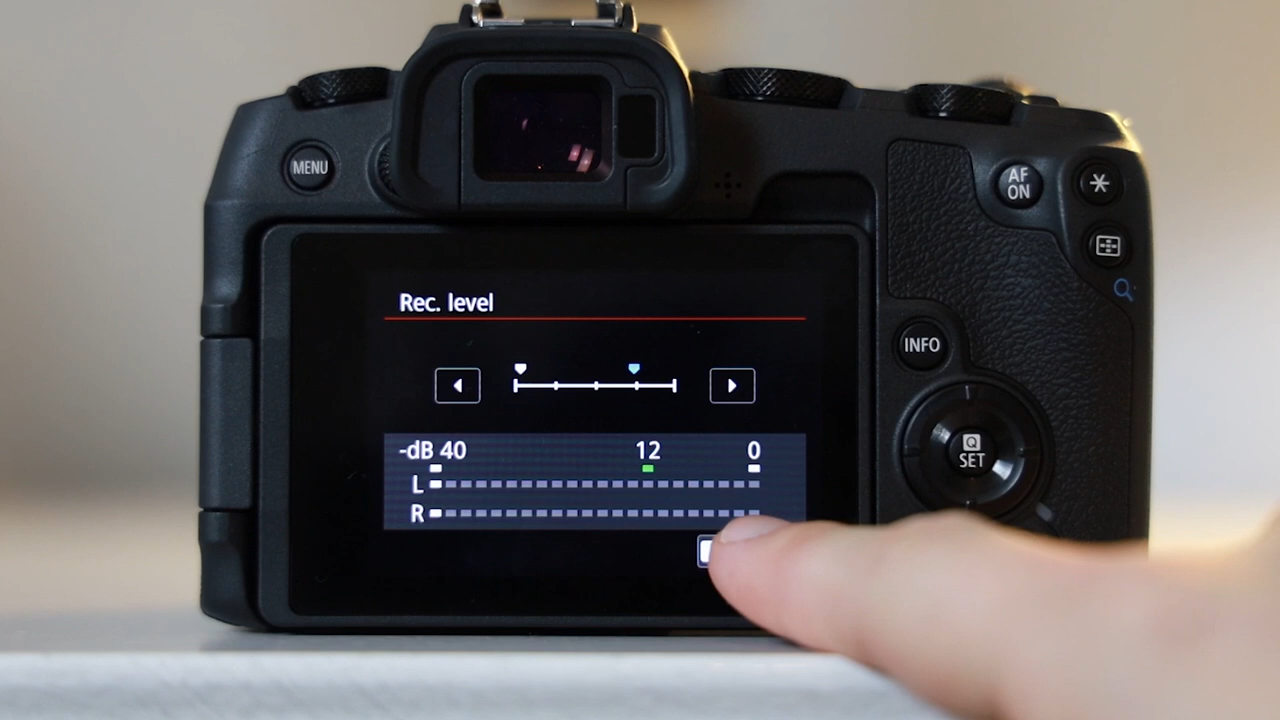 MENU
AF
ON
Rec. level
INFO
-dB 40 12 0
Q
SET
L
R